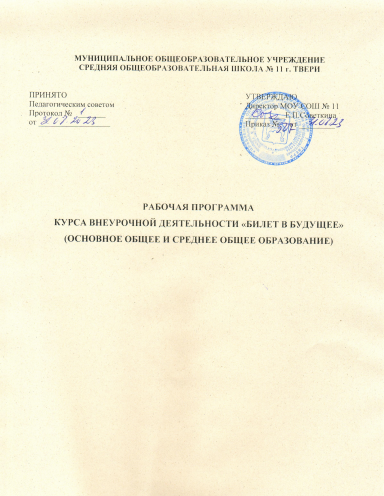 МУНИЦИПАЛЬНОЕ ОБЩЕОБРАЗОВАТЕЛЬНОЕ УЧРЕЖДЕНИЕ
СРЕДНЯЯ ОБЩЕОБРАЗОВАТЕЛЬНАЯ ШКОЛА № 11 г. ТВЕРИ
ПРИНЯТО
Педагогическим советом
Протокол № 1
от
УТВЕРЖДАЮ
Директор МОУ СОШ № 11
Приказ №
РАБОЧАЯ ПРОГРАММА
КУРСА ВНЕУРОЧНОЙ ДЕЯТЕЛЬНОСТИ «БИЛЕТ В БУДУЩЕЕ»
(ОСНОВНОЕ ОБЩЕЕ И СРЕДНЕЕ ОБЩЕЕ ОБРАЗОВАНИЕ)